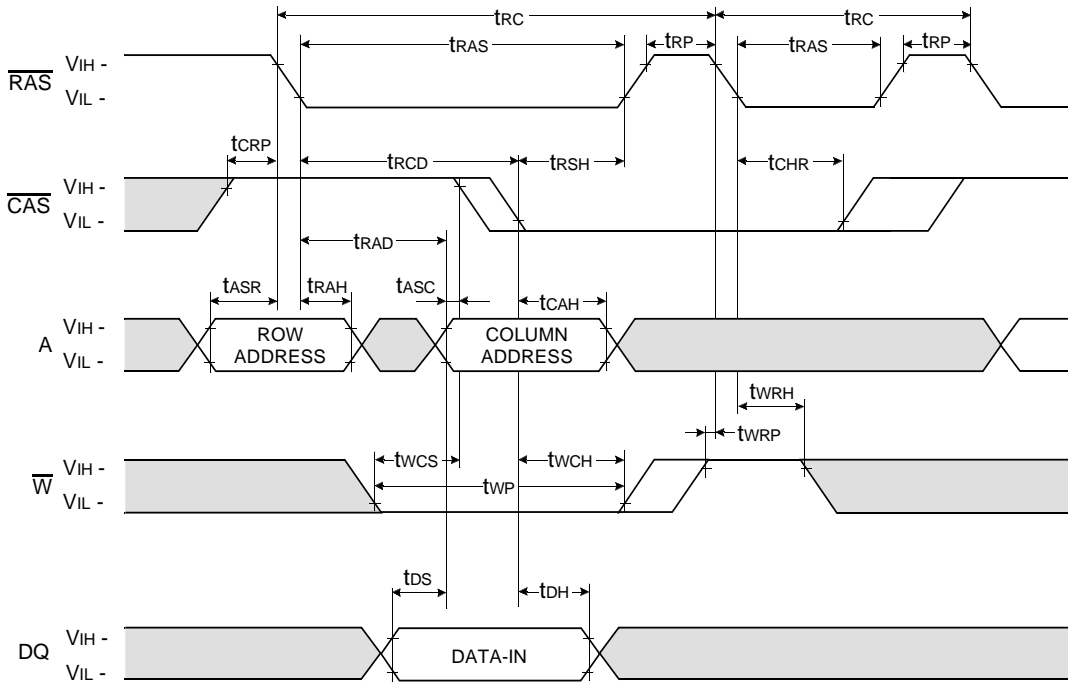 tRC tRC
tRAS tRP tRAS tRP
RAS VIH -
VIL -
tCRP tRCD tRSH tCHR
CAS VIH -
VIL -
tRAD
tASR tRAH tASC tCAH
A VIH -
VIL -
ROW
ADDRESS
COLUMN
ADDRESS
tWRH
tWRP
W VIH -
VIL -
tWCS tWCH
tWP
tDS tDH
DQ VIH -
VIL -
DATA-IN